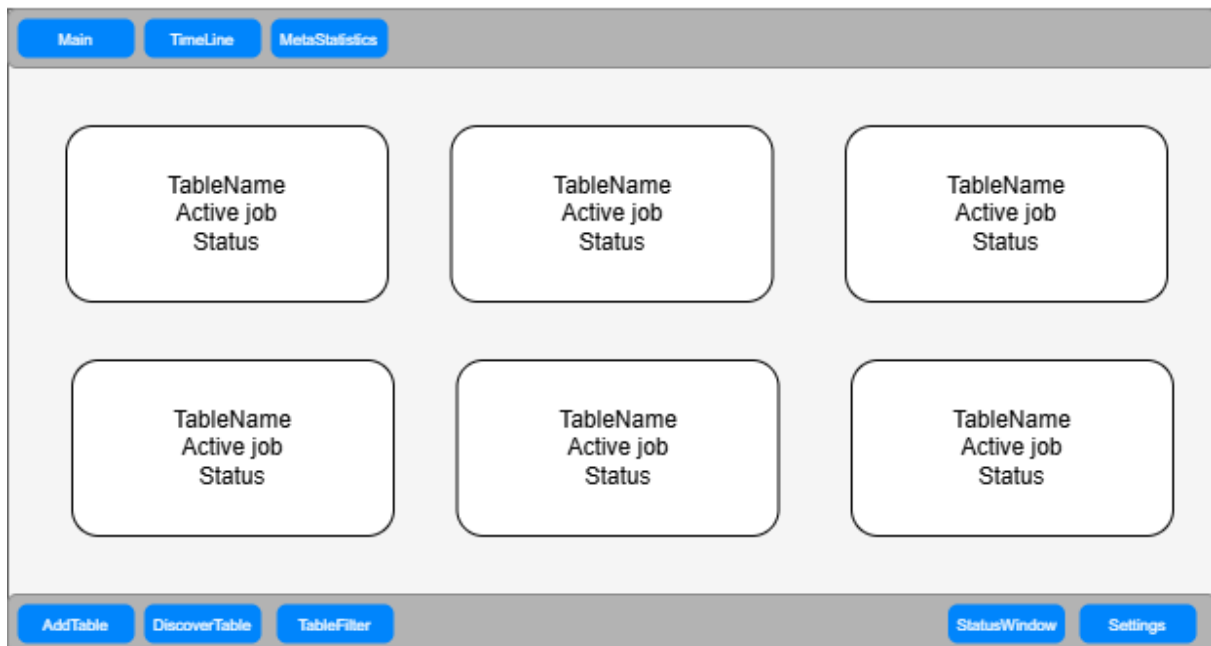 Main
TimeLine
MetaStatistics
TableName
Active job
Status
TableName
Active job
Status
TableName
Active job
Status
TableName
Active job
Status
TableName
Active job
Status
TableName
Active job
Status
AddTable
DiscoverTable
TableFilter
StatusWindow
Settings